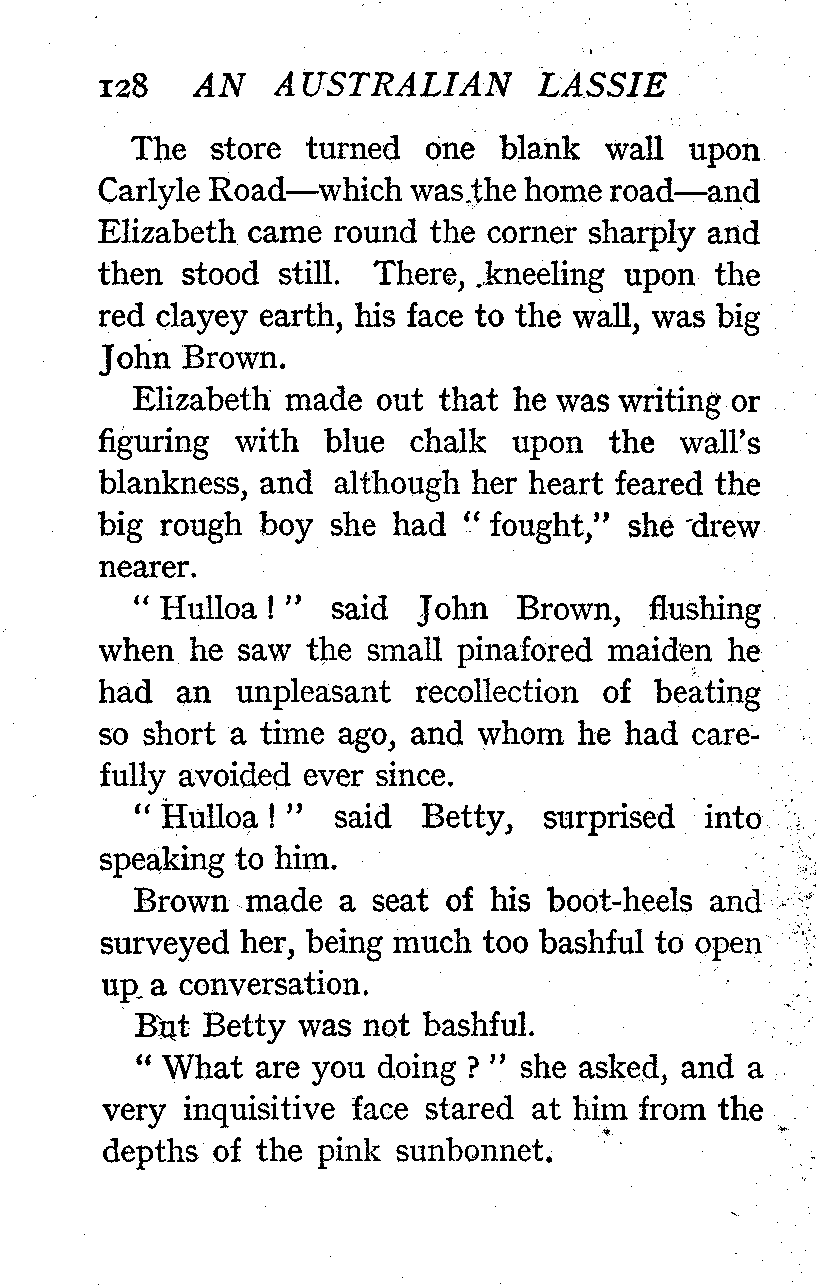 128 AN AUSTRALIAN LASSIE
The store turned one blank wall upon
Carlyle Road—which was the home road—and
Elizabeth came round the corner sharply and
then stood still. There, kneeling upon the
red clayey earth, his face to the wall, was big
John Brown.
Elizabeth made out that he was writing or
figuring with blue chalk upon the wall's
blankness, and although her heart feared the
big rough boy she had " fought," she drew
nearer.
" Hulloa ! " said John Brown, flushing
when he saw the small pinafored maiden he
had an unpleasant recollection of beating
so short a time ago, and whom he had care-
fully avoided ever since.
" Hulloa ! " said Betty, surprised into
speaking to him.
Brown made a seat of his boot-heels and
surveyed her, being much too bashful to open
up a conversation.
But Betty was not bashful.
" What are you doing ? " she asked, and a
very inquisitive face stared at him from the
depths of the pink sunbonnet.